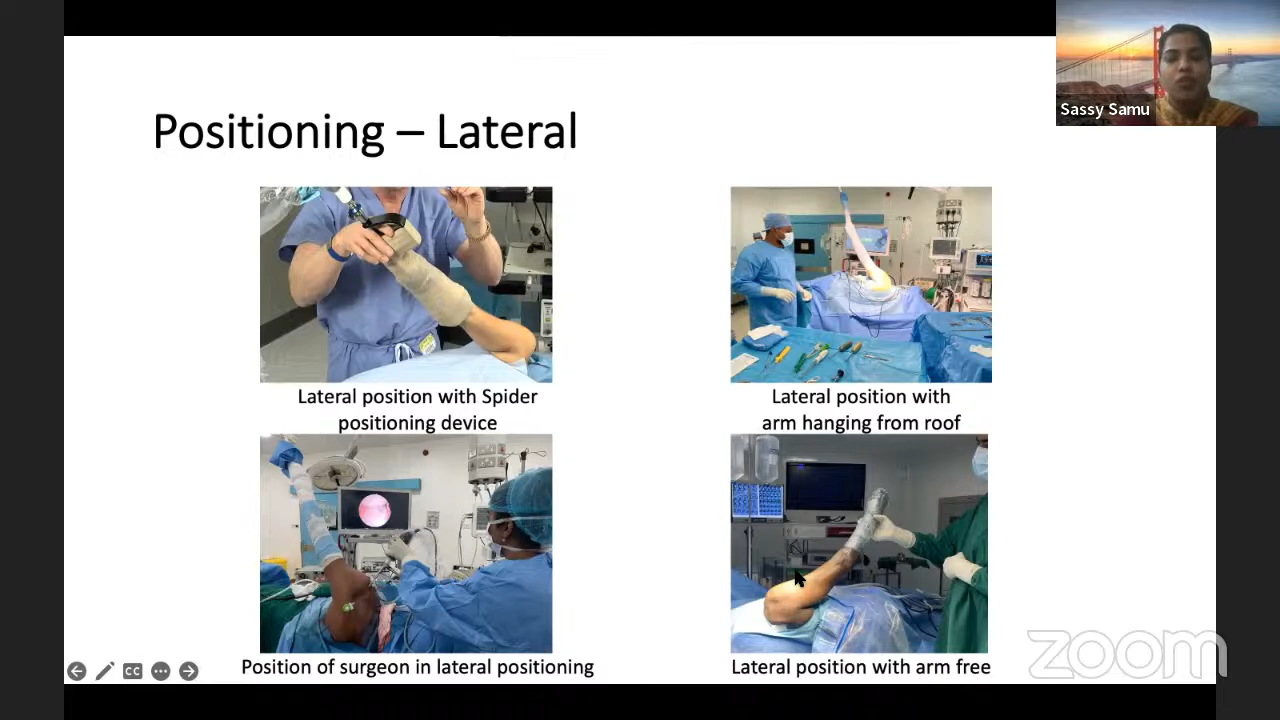 Sassy Samu
Positioning – Lateral
Lateral position with Spider
positioning device
Lateral position with
arm hanging from roof
Position of surgeon in lateral positioning
Lateral position with arm free
CC
zoom